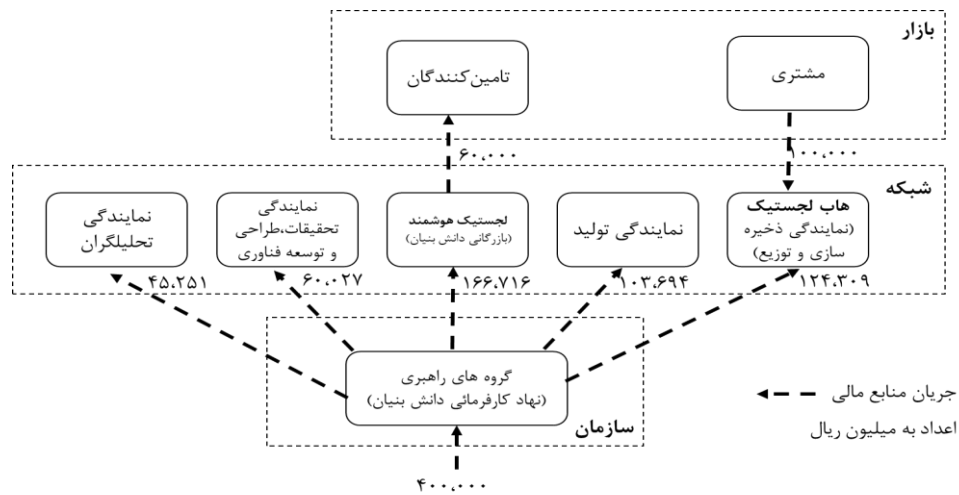 بازار
تامین‌کنندگان
مشتری
۶۰،۰۰۰
۱۰۰،۰۰۰
شبکه
هاب لجستیک
(نمایندگی ذخیره
سازی و توزیع)
نمایندگی تولید
لجستیک هوشمند
(بازرگانی دانش بنیان)
نمایندگی
تحقیقات،طراحی
و توسعه فناوری
نمایندگی
تحلیلگران
۱۲۴،۳۰۹
۱۰۳،۶۹۴
۱۶۶،۷۱۶
۶۰،۰۲۷
۴۵،۲۵۱
گروه های راهبری
(نهاد کارفرمائی دانش بنیان)
سازمان
۴۰۰،۰۰۰
جریان منابع مالی
اعداد به میلیون ریال